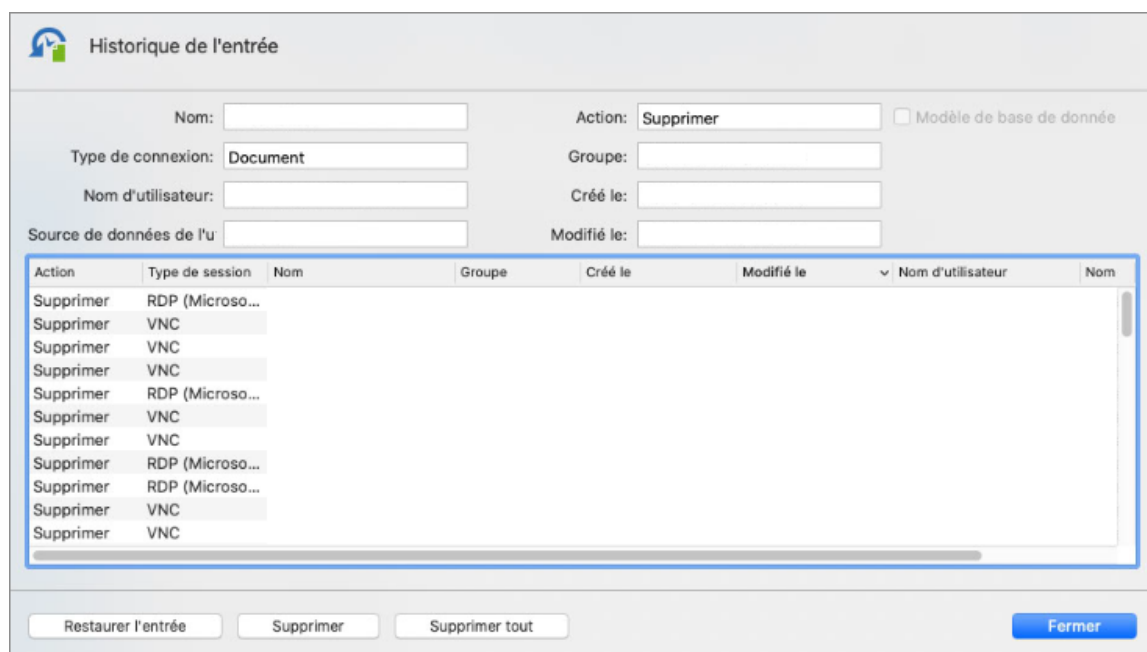 Historique de l'entrée
Nom: Action: Supprimer Modèle de base de donnée
Type de connexion: Document Groupe:
Nom d'utilisateur: Créé le:
Source de données de l'u Modifié le:
Action Type de session Nom Groupe Créé le Modifié le Nom d'utilisateur Nom
Supprimer RDP (Microso...
Supprimer VNC
Supprimer VNC
Supprimer VNC
Supprimer RDP (Microso...
Supprimer VNC
Supprimer VNC
Supprimer RDP (Microso...
Supprimer RDP (Microso...
Supprimer VNC
Supprimer VNC
Restaurer l'entrée Supprimer Supprimer tout Fermer